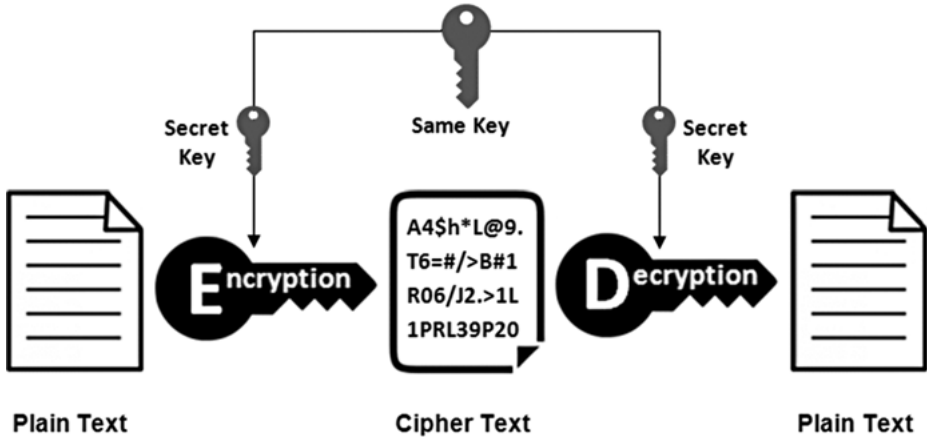 Secret
Key
Same Key
Secret
Key
Encryption
A4$h*L@9.
T6=#/>B#1
R06/J2.>1L
1PRL39P20
Decryption
Plain Text
Cipher Text
Plain Text